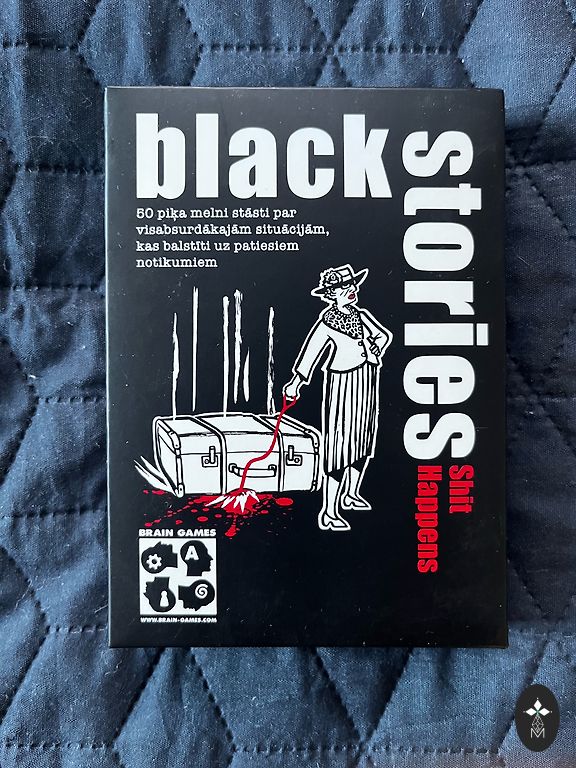 black
stories
50 piķa melni stāsti par
visabsurdākajām situācijām,
kas balstīti uz patiesiem
notikumiem
Shit
Happens
BRAIN GAMES
A
WWW.BRAIN-GAMES.COM
M